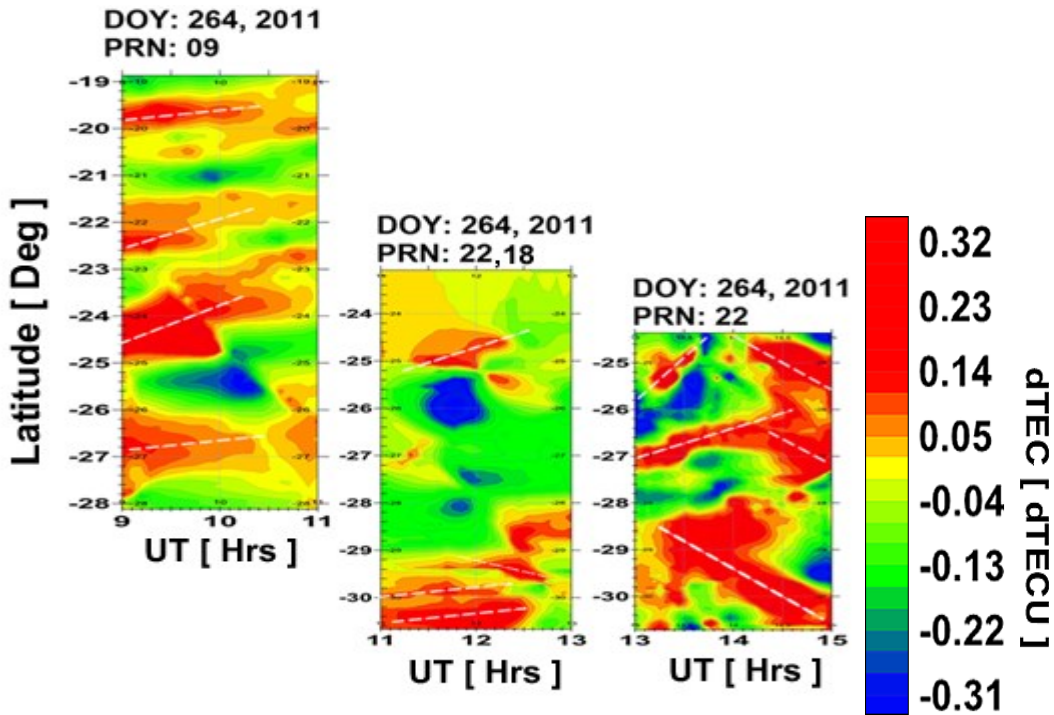 DOY: 264, 2011
PRN: 09
-19
-20
-21
-22
-23
-24
-25
-26
-27
-28
9 10 11
UT [ Hrs ]
Latitude [ Deg ]
DOY: 264, 2011
PRN: 22,18
-24
-25
-26
-27
-28
-29
-30
11 12 13
UT [ Hrs ]
DOY: 264, 2011
PRN: 22
-25
-26
-27
-28
-29
-30
13 14 15
UT [ Hrs ]
0.32
0.23
0.14
0.05
-0.04
-0.13
-0.22
-0.31
dTEC [ dTECU ]